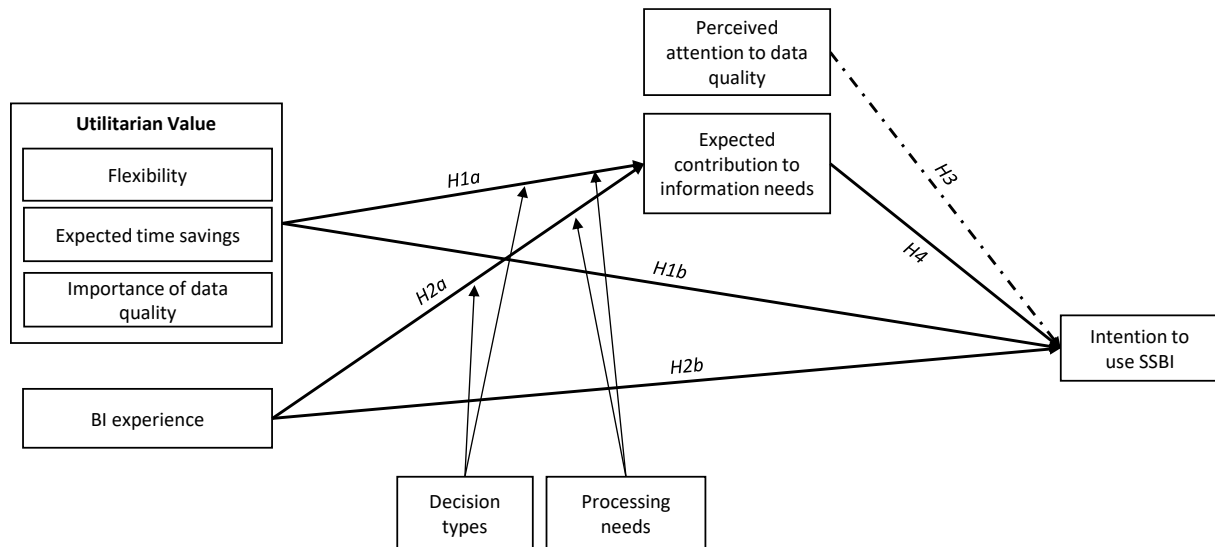 Perceived
attention to data
quality
Utilitarian Value
Flexibility
Expected time savings
Importance of data
quality
Expected
contribution to
information needs
H1a
H3
H4
H1b
H2a
H2b
Intention to
use SSBI
BI experience
Decision
types
Processing
needs